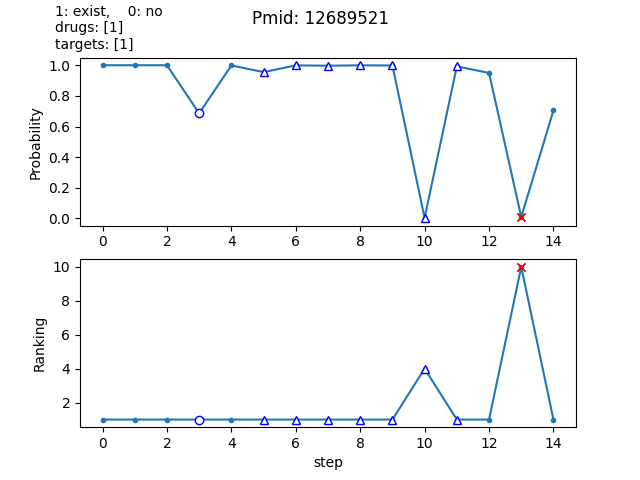 1: exist,    0: no
drugs: [1]
targets: [1]
Pmid: 12689521
Probability
1.0
0.8
0.6
0.4
0.2
0.0
0 2 4 6 8 10 12 14
Ranking
10
8
6
4
2
0 2 4 6 8 10 12 14
step